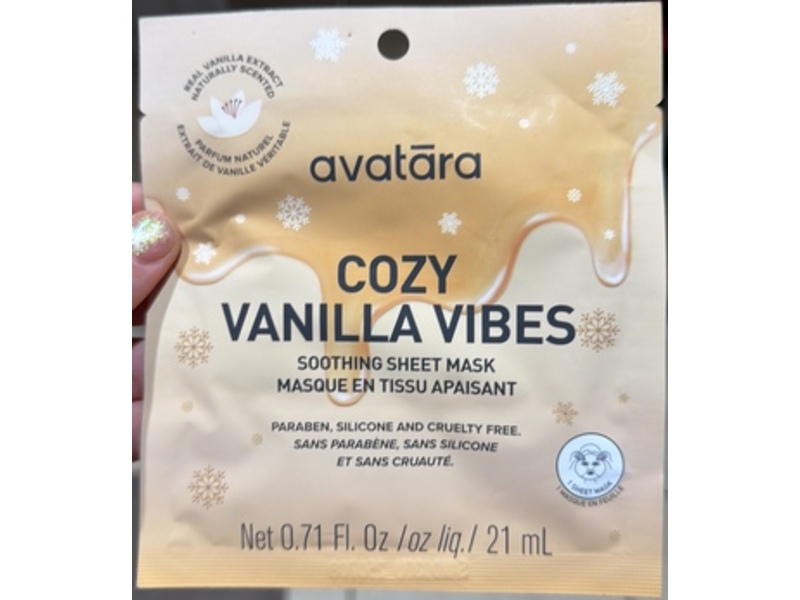 REAL VANILLA EXTRACT
NATURALLY SCENTED
PARFUM NATUREL
EXTRAIT DE VANILLE VÉRITABLE
avatāra
COZY
VANILLA VIBES
SOOTHING SHEET MASK
MASQUE EN TISSU APAISANT
PARABEN, SILICONE AND CRUELTY FREE.
SANS PARABÈNE, SANS SILICONE
ET SANS CRUAUTÉ.
1 SHEET MASK
1 MASQUE EN FEUILLE
Net 0.71 Fl. Oz / oz liq. / 21 mL